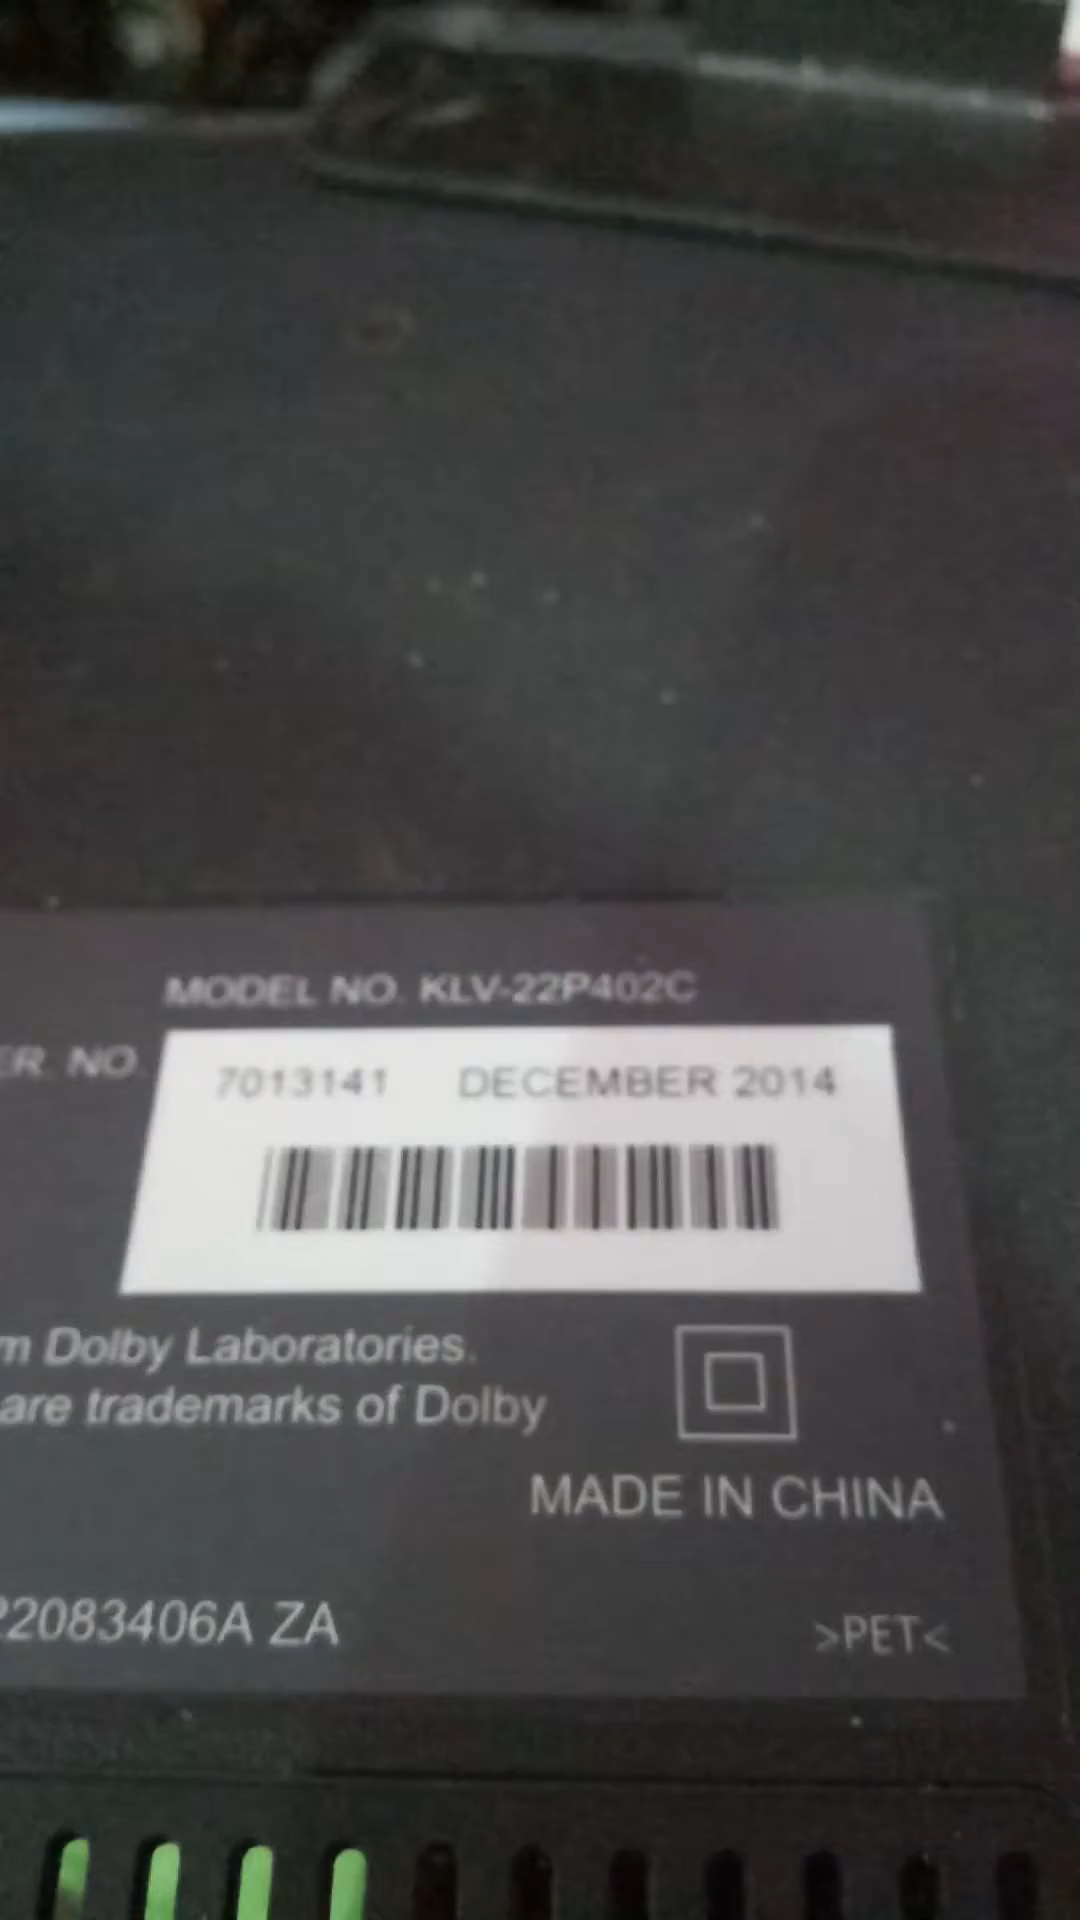 MODEL NO. KLV-22P402C
ER. NO.
7013141 DECEMBER 2014
m Dolby Laboratories.
are trademarks of Dolby
MADE IN CHINA
22083406A ZA
>PET<